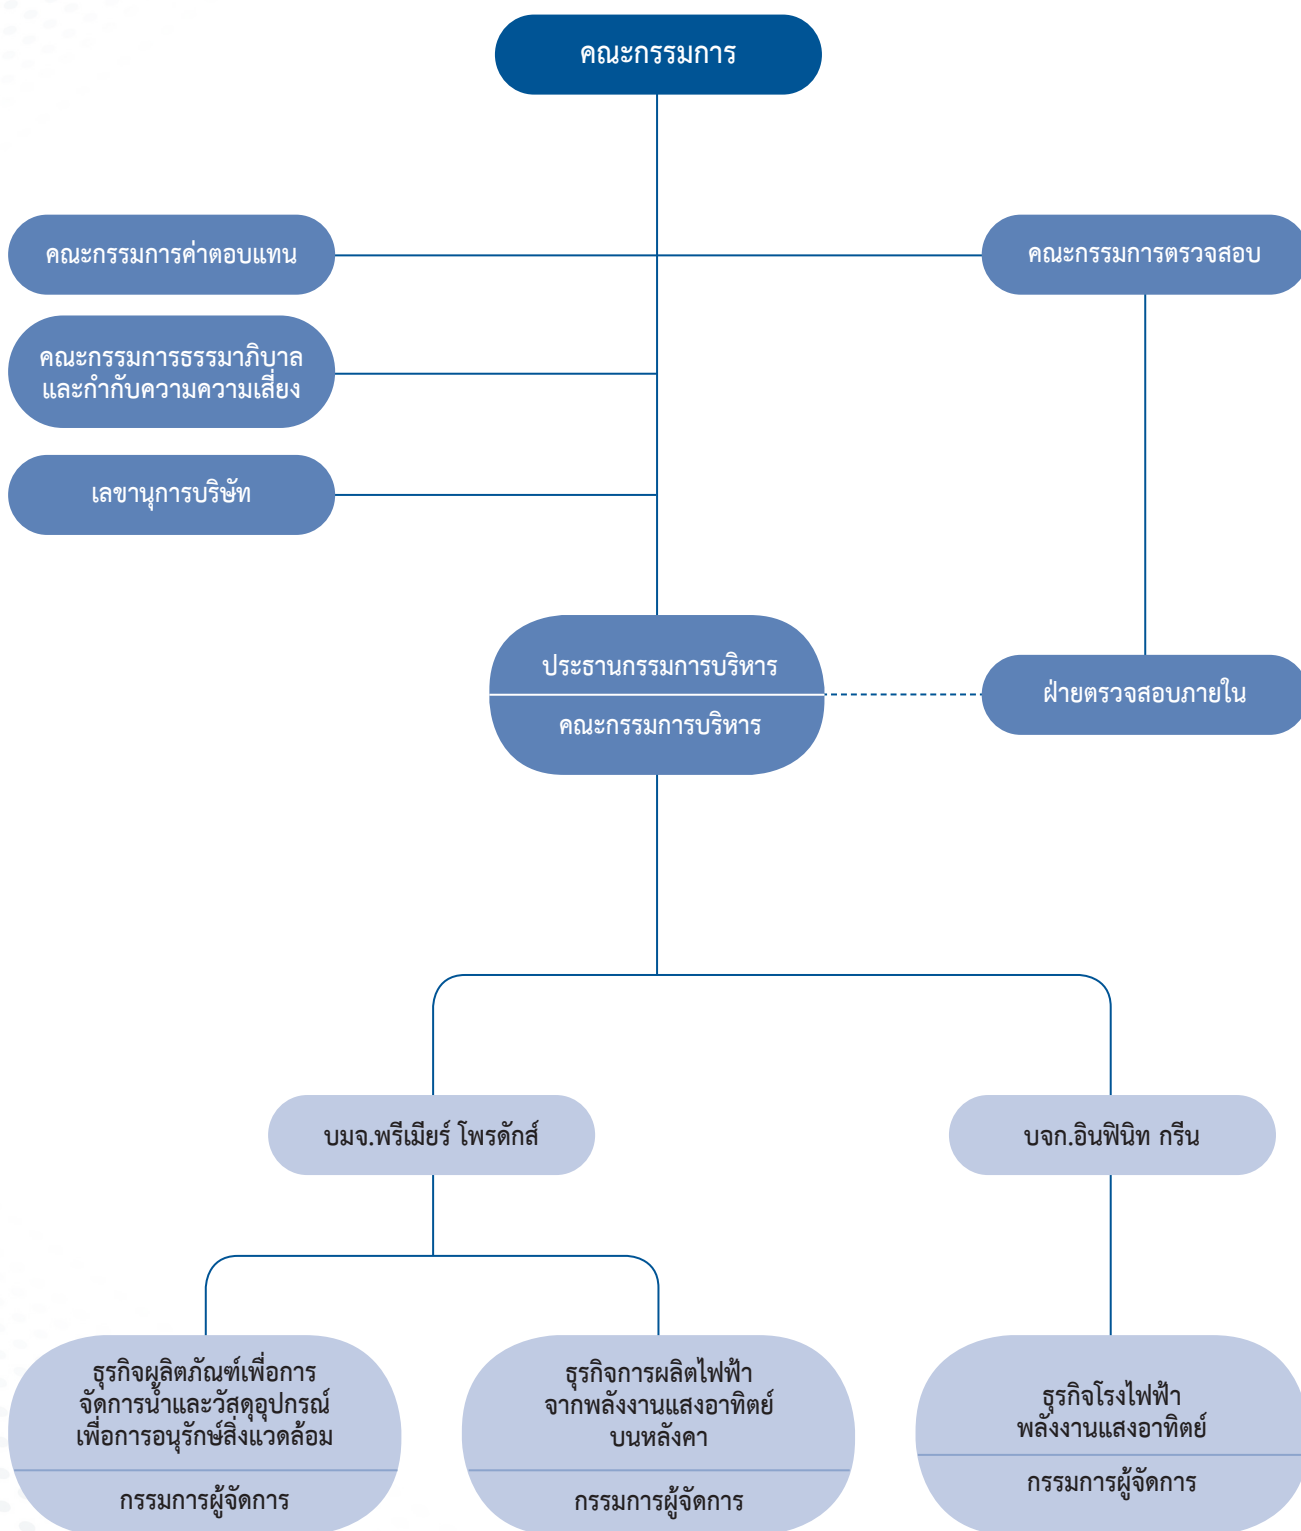 คณะกรรมการ
คณะกรรมการค่าตอบแทน
คณะกรรมการตรวจสอบ
คณะกรรมการธรรมาภิบาล
และกำกับความความเสี่ยง
เลขานุการบริษัท
ประธานกรรมการบริหาร
คณะกรรมการบริหาร
ฝ่ายตรวจสอบภายใน
บมจ.พรีเมียร์ โพรดักส์
บจก.อินฟินิท กรีน
ธุรกิจผลิตภัณฑ์เพื่อการ
จัดการน้ำและวัสดุอุปกรณ์
เพื่อการอนุรักษ์สิ่งแวดล้อม
กรรมการผู้จัดการ
ธุรกิจการผลิตไฟฟ้า
จากพลังงานแสงอาทิตย์
บนหลังคา
กรรมการผู้จัดการ
ธุรกิจโรงไฟฟ้า
พลังงานแสงอาทิตย์
กรรมการผู้จัดการ